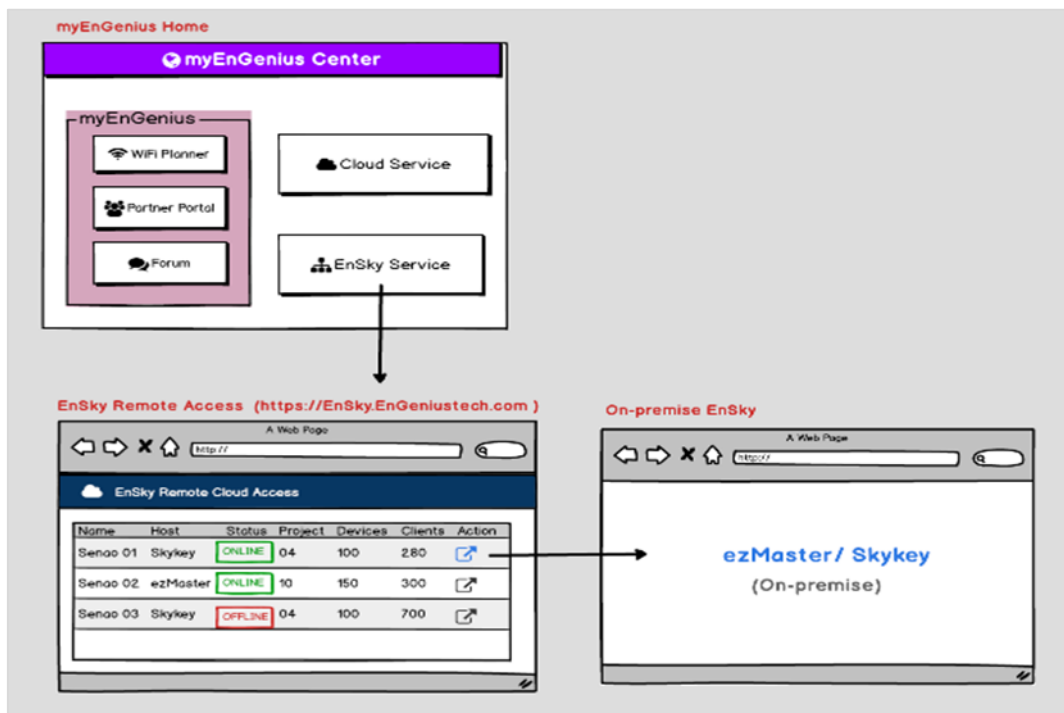 myEnGenius Home
myEnGenius Center
myEnGenius
WiFi Planner
Partner Portal
Forum
Cloud Service
EnSky Service
EnSky Remote Access (https://EnSky.EnGeniustech.com )
A Web Page
http://
EnSky Remote Cloud Access
Name Host Status Project Devices Clients Action
Senao 01 Skykey ONLINE 04 100 280
Senao 02 ezMaster ONLINE 10 150 300
Senao 03 Skykey OFFLINE 04 100 700
On-premise EnSky
A Web Page
http://
ezMaster/ Skykey
(On-premise)